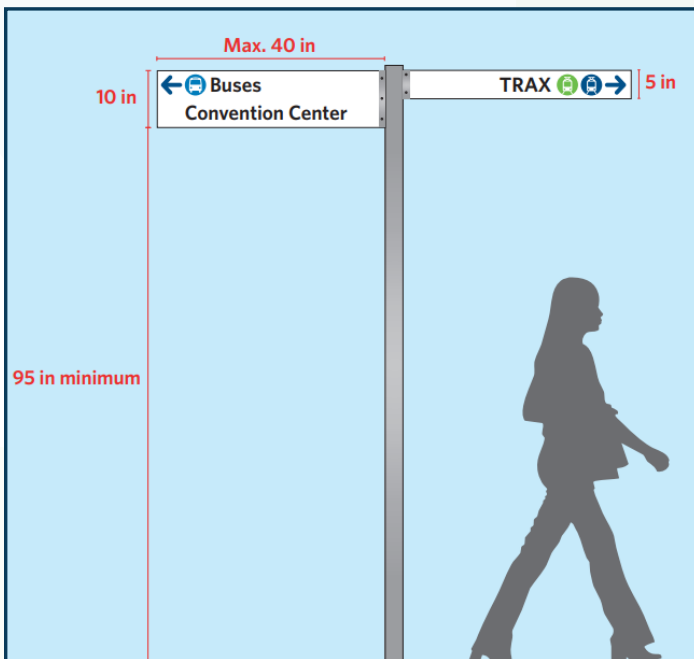 Max. 40 in
10 in
Buses
Convention Center
TRAX
5 in
95 in minimum